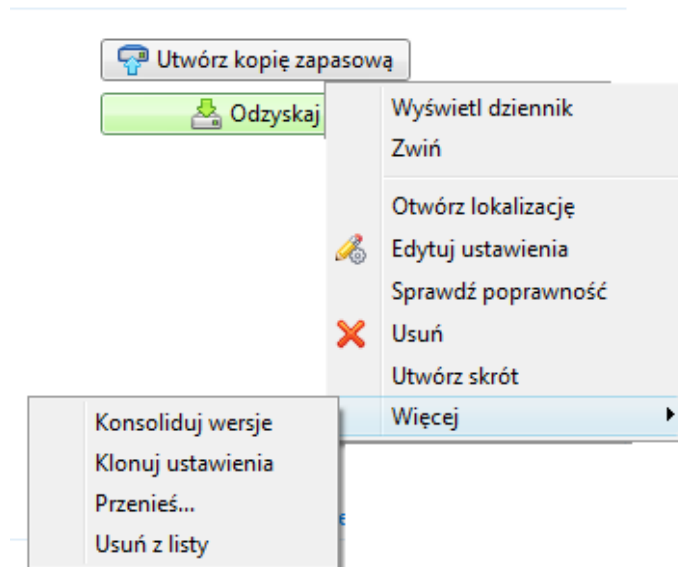 Utwórz kopię zapasową
Odzyskaj
Wyświetl dziennik
Zwiń
Otwórz lokalizację
Edytuj ustawienia
Sprawdź poprawność
Usuń
Utwórz skrót
Więcej
Konsoliduj wersje
Klonuj ustawienia
Przenieś...
Usuń z listy